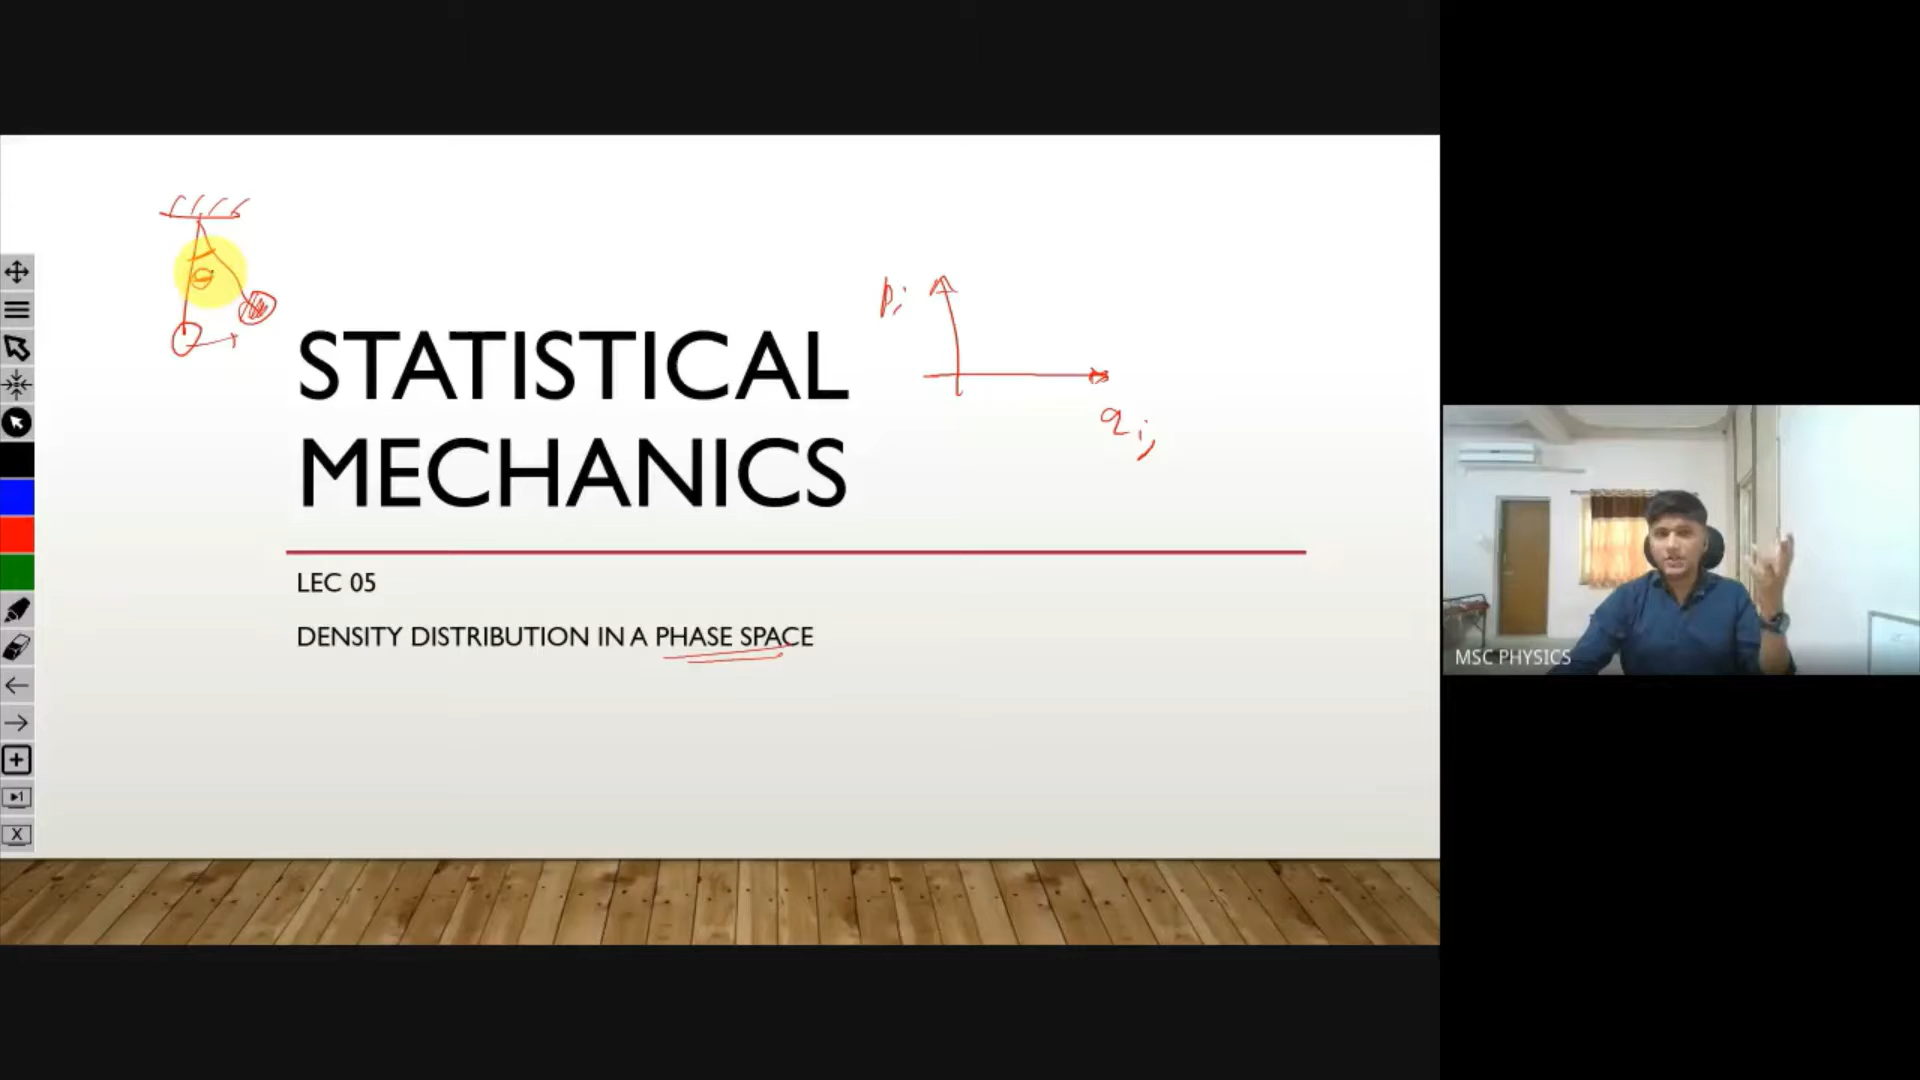 θ
pᵢ
STATISTICAL
MECHANICS
qᵢ,
LEC 05
DENSITY DISTRIBUTION IN A PHASE SPACE
MSC PHYSICS